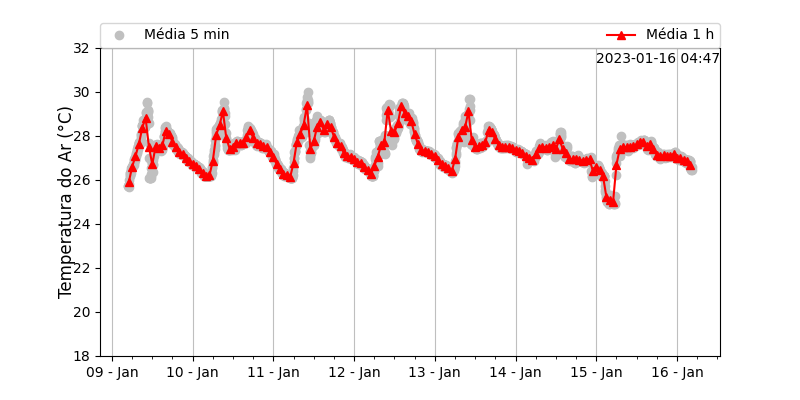 Média 5 min
Média 1 h
2023-01-16 04:47
Temperatura do Ar (°C)
32
30
28
26
24
22
20
18
09 - Jan
10 - Jan
11 - Jan
12 - Jan
13 - Jan
14 - Jan
15 - Jan
16 - Jan